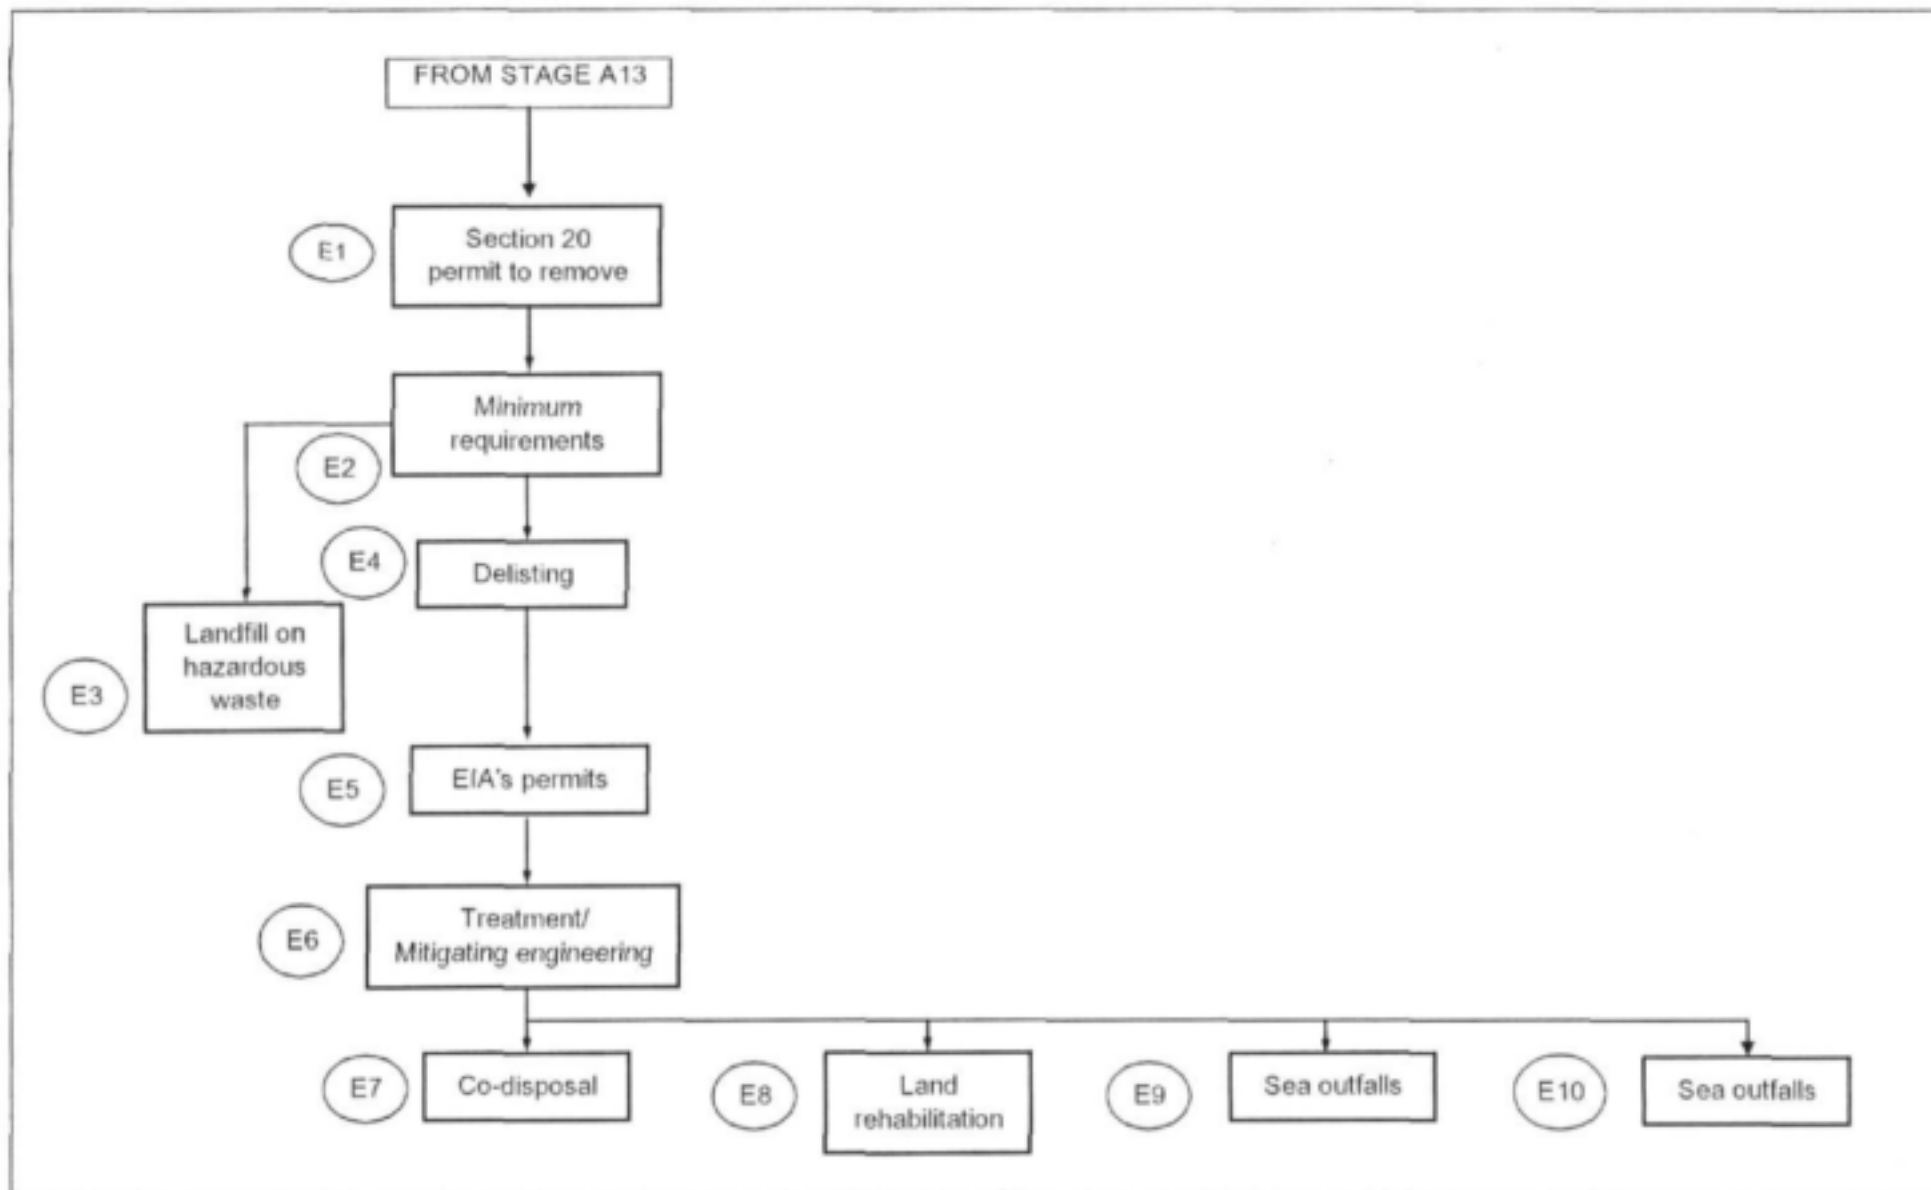 FROM STAGE A13
E1
Section 20
permit to remove
Minimum
requirements
E2
E4
Delisting
Landfill on
hazardous
waste
E3
EIA's permits
E5
Treatment/
Mitigating engineering
E6
E7
Co-disposal
E8
Land
rehabilitation
E9
Sea outfalls
E10
Sea outfalls